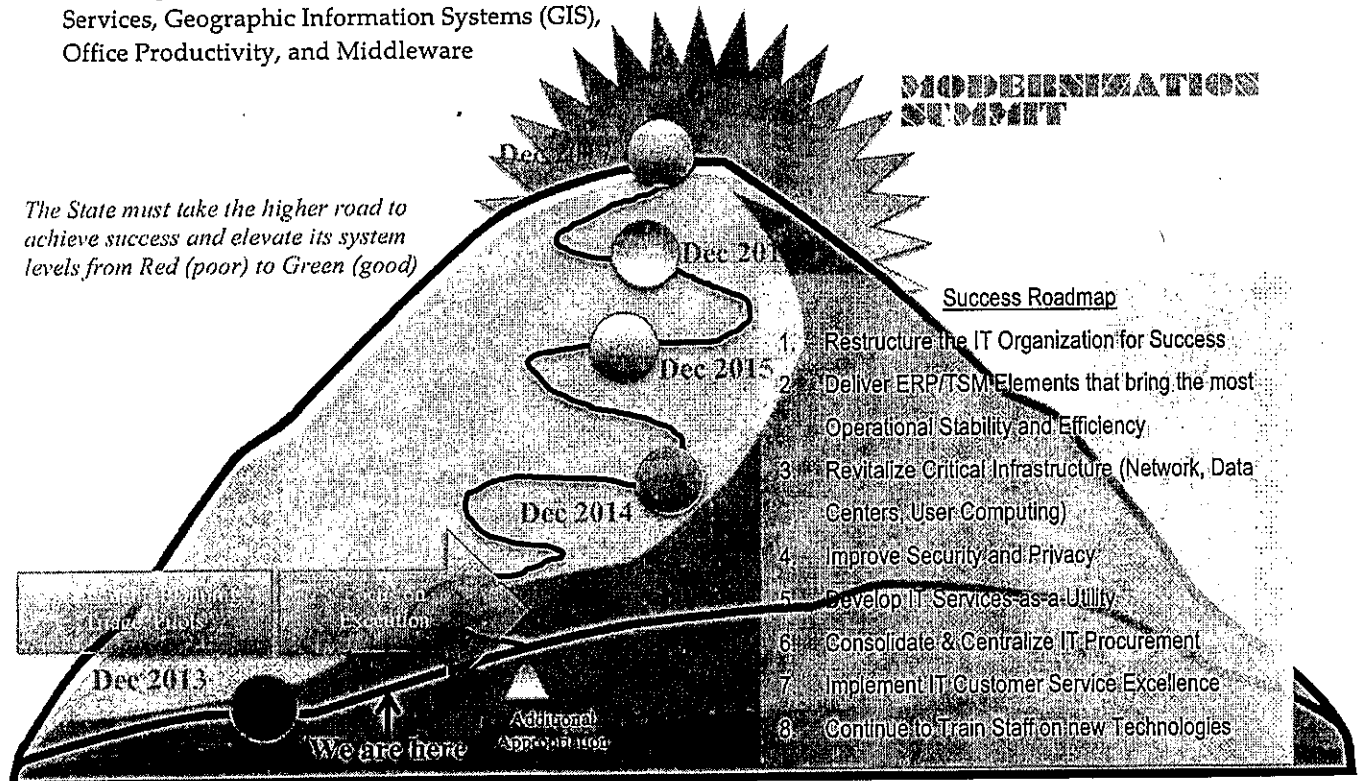 Services, Geographic Information Systems (GIS),
Office Productivity, and Middleware
MODERNIZATION
SUMMIT
Dec
The State must take the higher road to
achieve success and elevate its system
levels from Red (poor) to Green (good)
Dec 201
Dec 2015
Dec 2014
Success Roadmap
1. Restructure the IT Organization for Success
2. Deliver ERP/TSM Elements that bring the most
Operational Stability and Efficiency
3. Revitalize Critical Infrastructure (Network, Data
Centers, User Computing)
4. Improve Security and Privacy
5. Develop IT Services-as-a-Utility
6. Consolidate & Centralize IT Procurement
7. Implement IT Customer Service Excellence
8. Continue to Train Staff on new Technologies
Triage, Pilots
Focus on
Execution
Dec 2013
We are here
Additional
Appropriation